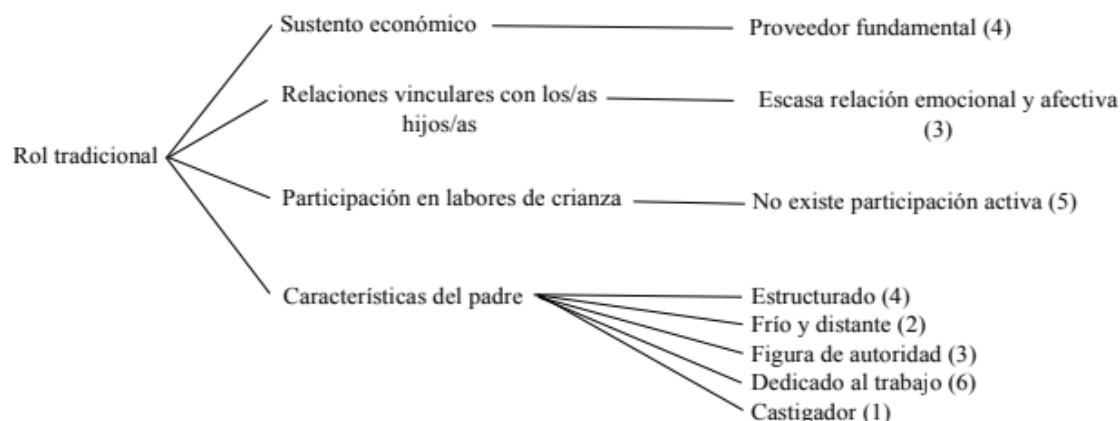 Sustento económico
Proveedor fundamental (4)
Relaciones vinculares con los/as
hijos/as
Escasa relación emocional y afectiva
(3)
Rol tradicional
Participación en labores de crianza
No existe participación activa (5)
Características del padre
Estructurado (4)
Frío y distante (2)
Figura de autoridad (3)
Dedicado al trabajo (6)
Castigador (1)